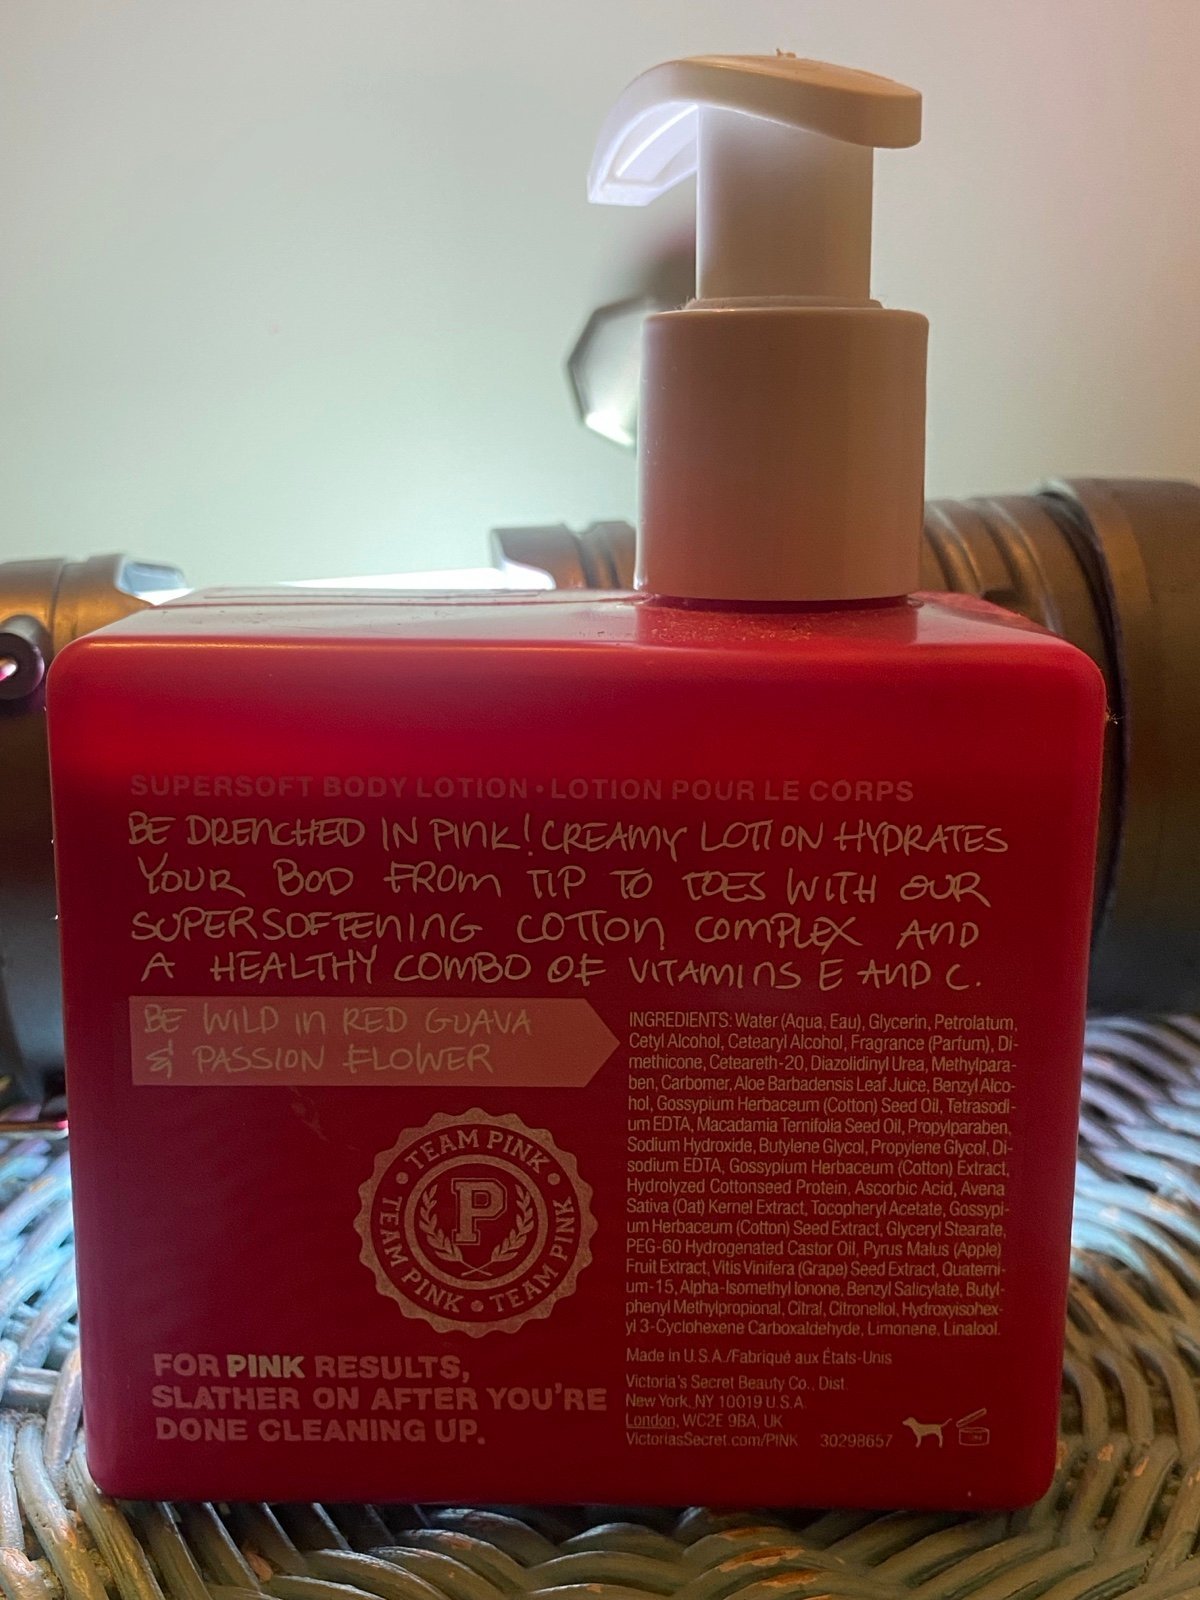 SUPERSOFT BODY LOTION • LOTION POUR LE CORPS
BE DRENCHED IN PINK! CREAMY LOTION HYDRATES
YOUR BOD FROM TIP TO TOES WITH OUR
SUPERSOFTENING COTTON COMPLEX AND
A HEALTHY COMBO OF VITAMINS E AND C.
BE WILD IN RED GUAVA
& PASSION FLOWER
TEAM PINK • TEAM PINK • TEAM PINK •
P
FOR PINK RESULTS,
SLATHER ON AFTER YOU'RE
DONE CLEANING UP.
INGREDIENTS: Water (Aqua, Eau), Glycerin, Petrolatum,
Cetyl Alcohol, Cetearyl Alcohol, Fragrance (Parfum), Di-
methicone, Ceteareth-20, Diazolidinyl Urea, Methylpara-
ben, Carbomer, Aloe Barbadensis Leaf Juice, Benzyl Alco-
hol, Gossypium Herbaceum (Cotton) Seed Oil, Tetrasodi-
um EDTA, Macadamia Ternifolia Seed Oil, Propylparaben,
Sodium Hydroxide, Butylene Glycol, Propylene Glycol, Di-
sodium EDTA, Gossypium Herbaceum (Cotton) Extract,
Hydrolyzed Cottonseed Protein, Ascorbic Acid, Avena
Sativa (Oat) Kernel Extract, Tocopheryl Acetate, Gossypi-
um Herbaceum (Cotton) Seed Extract, Glyceryl Stearate,
PEG-60 Hydrogenated Castor Oil, Pyrus Malus (Apple)
Fruit Extract, Vitis Vinifera (Grape) Seed Extract, Quaterni-
um-15, Alpha-Isomethyl Ionone, Benzyl Salicylate, Butyl-
phenyl Methylpropional, Citral, Citronellol, Hydroxyisohex-
yl 3-Cyclohexene Carboxaldehyde, Limonene, Linalool.
Made in U.S.A./Fabriqué aux États-Unis
Victoria's Secret Beauty Co., Dist.
New York, NY 10019 U.S.A.
London, WC2E 9BA, UK
VictoriasSecret.com/PINK 30298657